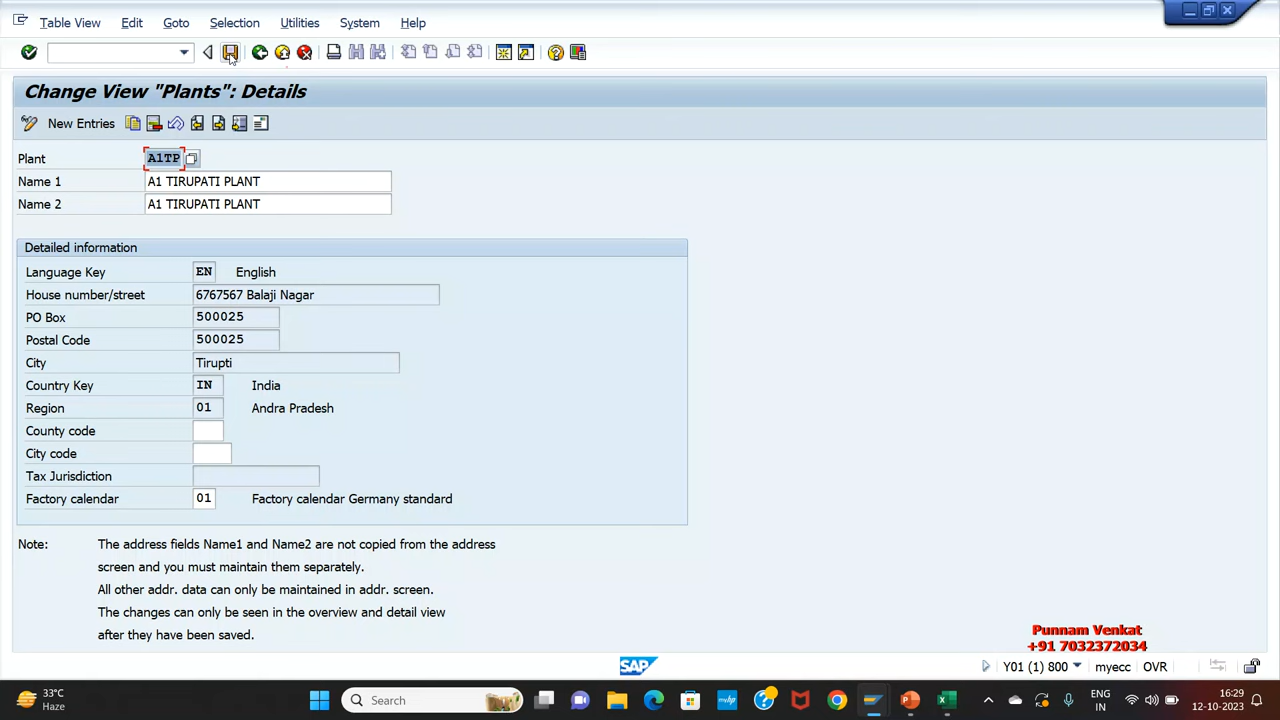 Table View Edit Goto Selection Utilities System Help
Change View "Plants": Details
New Entries
Plant A1TP
Name 1 A1 TIRUPATI PLANT
Name 2 A1 TIRUPATI PLANT
Detailed information
Language Key EN English
House number/street 6767567 Balaji Nagar
PO Box 500025
Postal Code 500025
City Tirupti
Country Key IN India
Region 01 Andra Pradesh
County code
City code
Tax Jurisdiction
Factory calendar 01 Factory calendar Germany standard
Note: The address fields Name1 and Name2 are not copied from the address
screen and you must maintain them separately.
All other addr. data can only be maintained in addr. screen.
The changes can only be seen in the overview and detail view
after they have been saved.
Punnam Venkat
+91 7032372034
SAP Y01 (1) 800 myecc OVR
33°C
Haze
Search
ENG
IN
16:29
12-10-2023